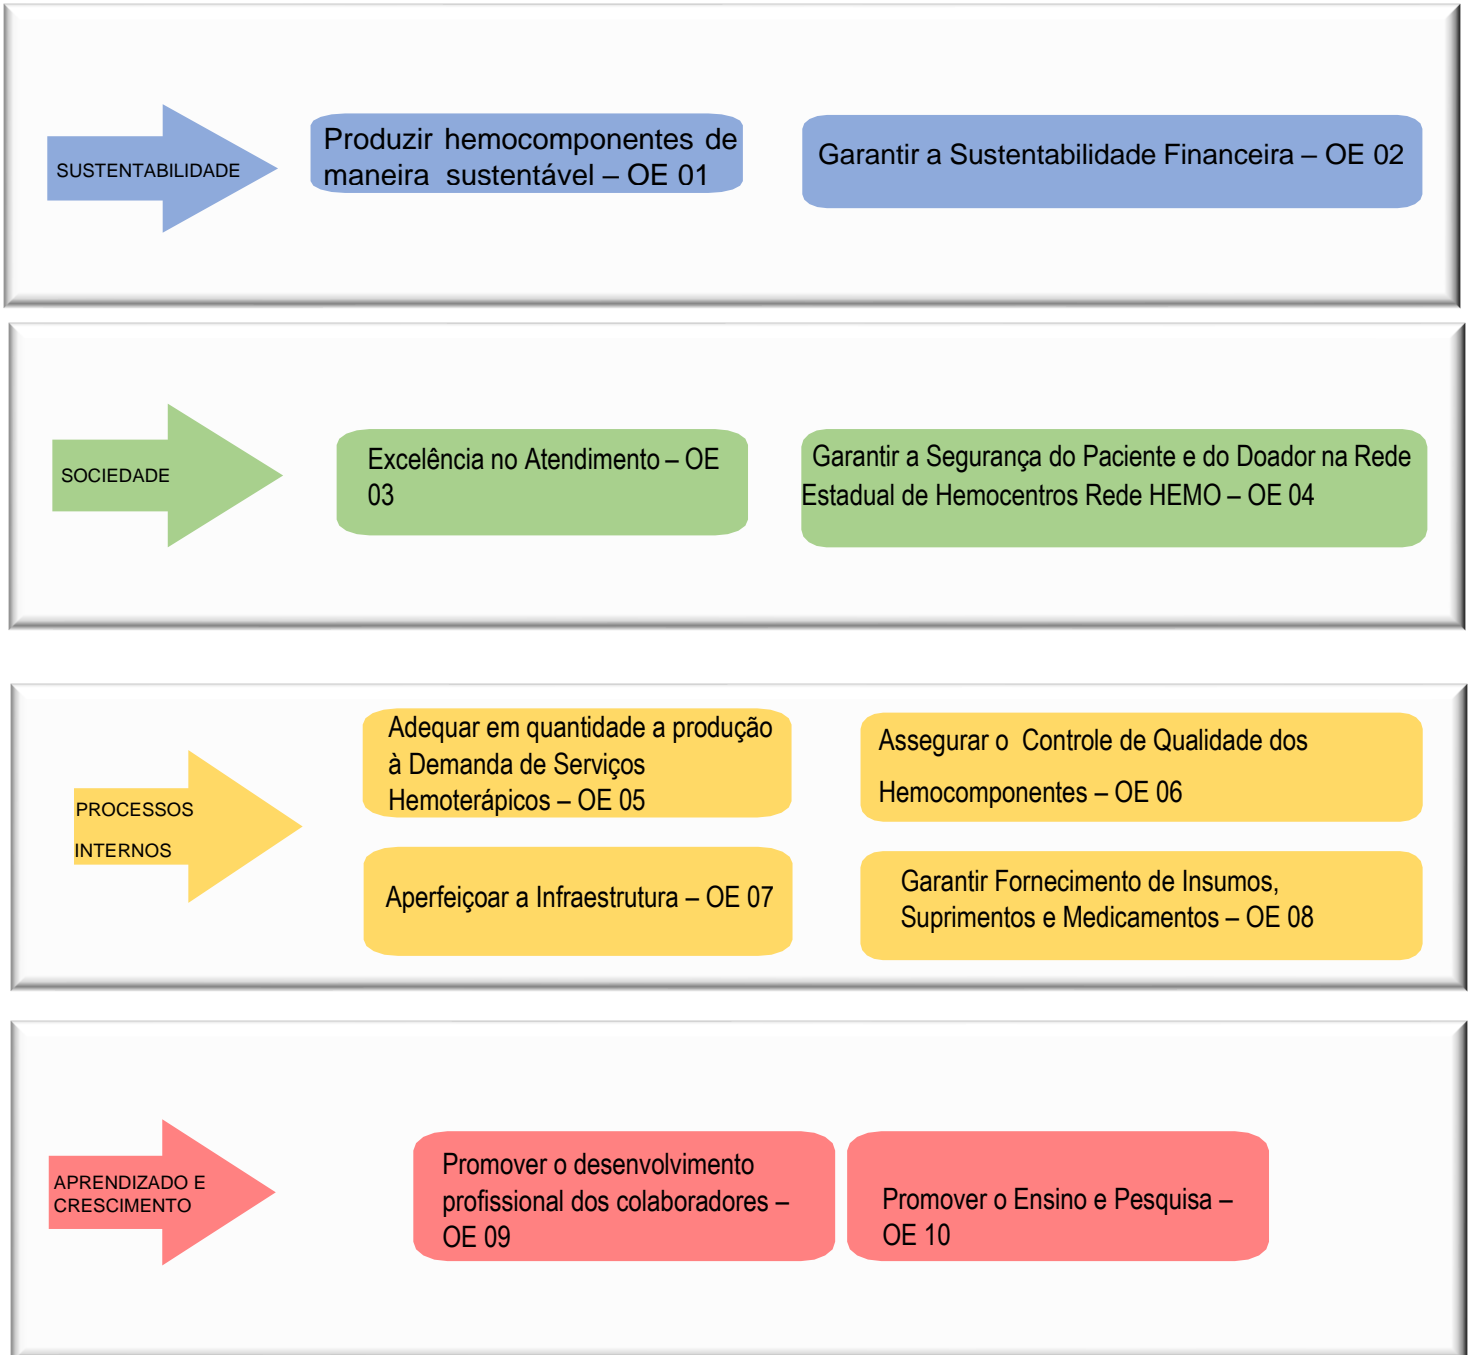 SUSTENTABILIDADE
Produzir hemocomponentes de
maneira sustentável – OE 01
Garantir a Sustentabilidade Financeira – OE 02
SOCIEDADE
Excelência no Atendimento – OE
03
Garantir a Segurança do Paciente e do Doador na Rede
Estadual de Hemocentros Rede HEMO – OE 04
PROCESSOS
INTERNOS
Adequar em quantidade a produção
à Demanda de Serviços
Hemoterápicos – OE 05
Assegurar o Controle de Qualidade dos
Hemocomponentes – OE 06
Aperfeiçoar a Infraestrutura – OE 07
Garantir Fornecimento de Insumos,
Suprimentos e Medicamentos – OE 08
APRENDIZADO E
CRESCIMENTO
Promover o desenvolvimento
profissional dos colaboradores –
OE 09
Promover o Ensino e Pesquisa –
OE 10